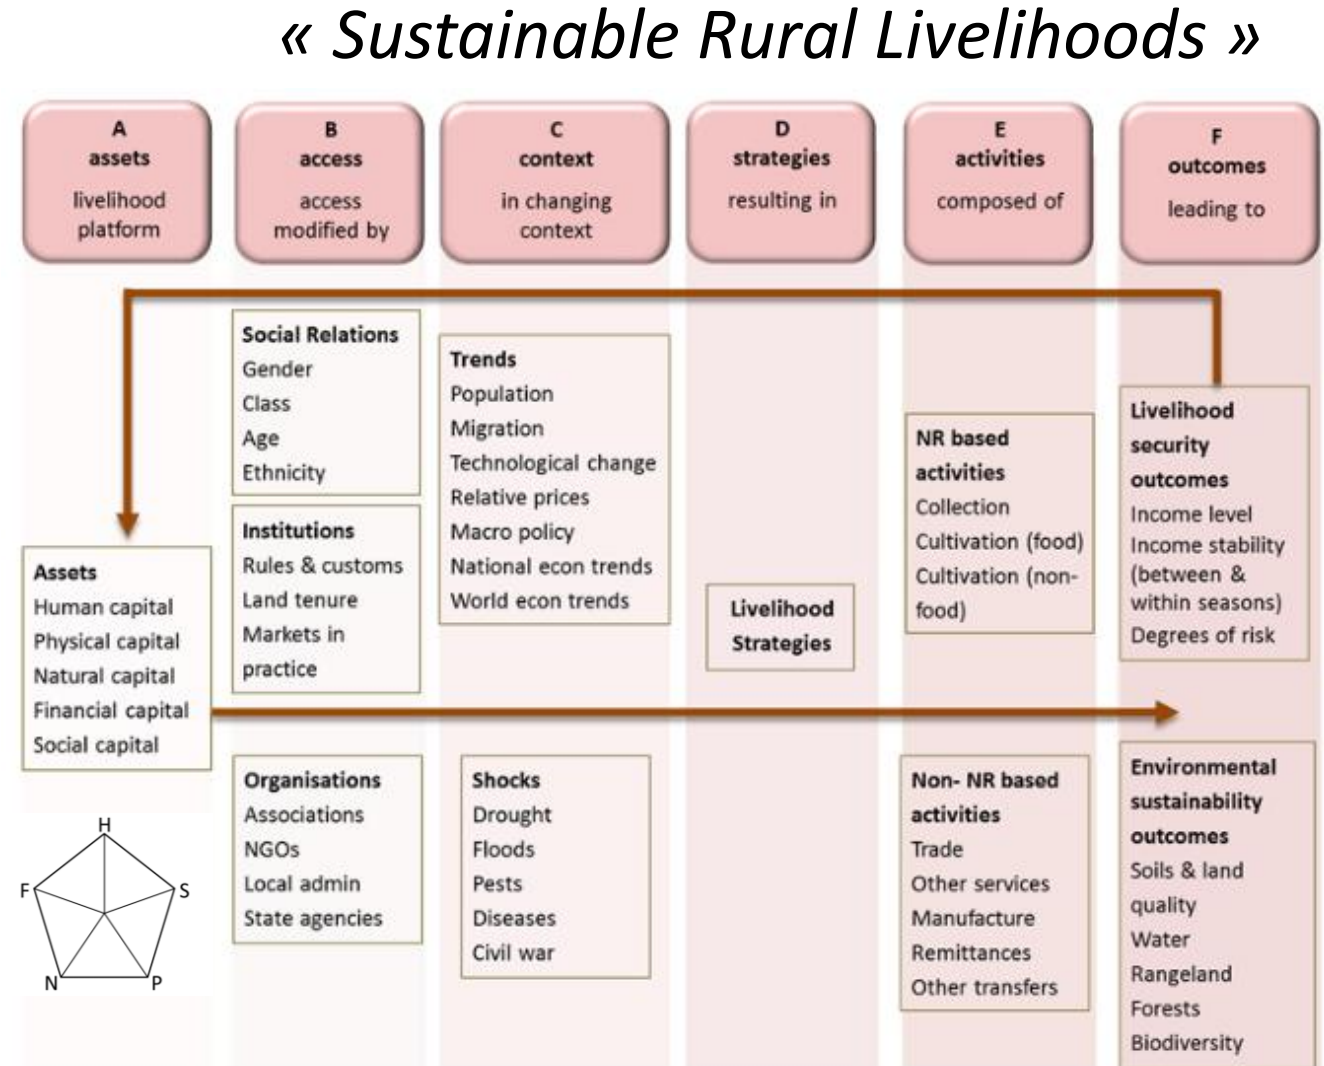 « Sustainable Rural Livelihoods »
A
assets
livelihood
platform
B
access
access
modified by
C
context
in changing
context
D
strategies
resulting in
E
activities
composed of
F
outcomes
leading to
Assets
Human capital
Physical capital
Natural capital
Financial capital
Social capital
H
F
S
N
P
Social Relations
Gender
Class
Age
Ethnicity
Institutions
Rules & customs
Land tenure
Markets in
practice
Organisations
Associations
NGOs
Local admin
State agencies
Trends
Population
Migration
Technological change
Relative prices
Macro policy
National econ trends
World econ trends
Shocks
Drought
Floods
Pests
Diseases
Civil war
Livelihood
Strategies
NR based
activities
Collection
Cultivation (food)
Cultivation (non-
food)
Non- NR based
activities
Trade
Other services
Manufacture
Remittances
Other transfers
Livelihood
security
outcomes
Income level
Income stability
(between &
within seasons)
Degrees of risk
Environmental
sustainability
outcomes
Soils & land
quality
Water
Rangeland
Forests
Biodiversity